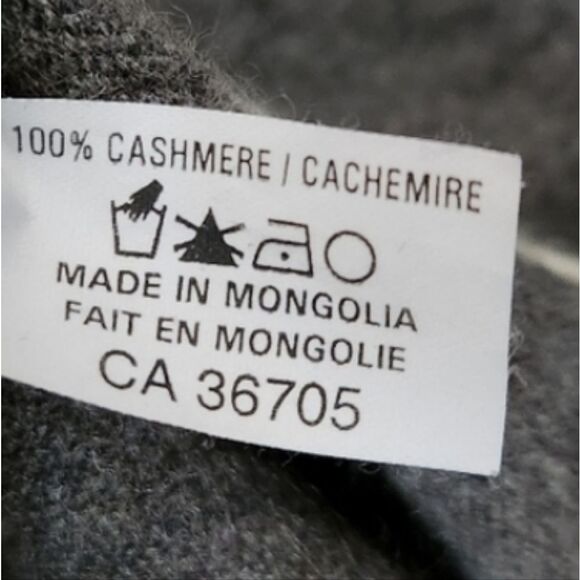 100% CASHMERE / CACHEMIRE
MADE IN MONGOLIA
FAIT EN MONGOLIE
CA 36705